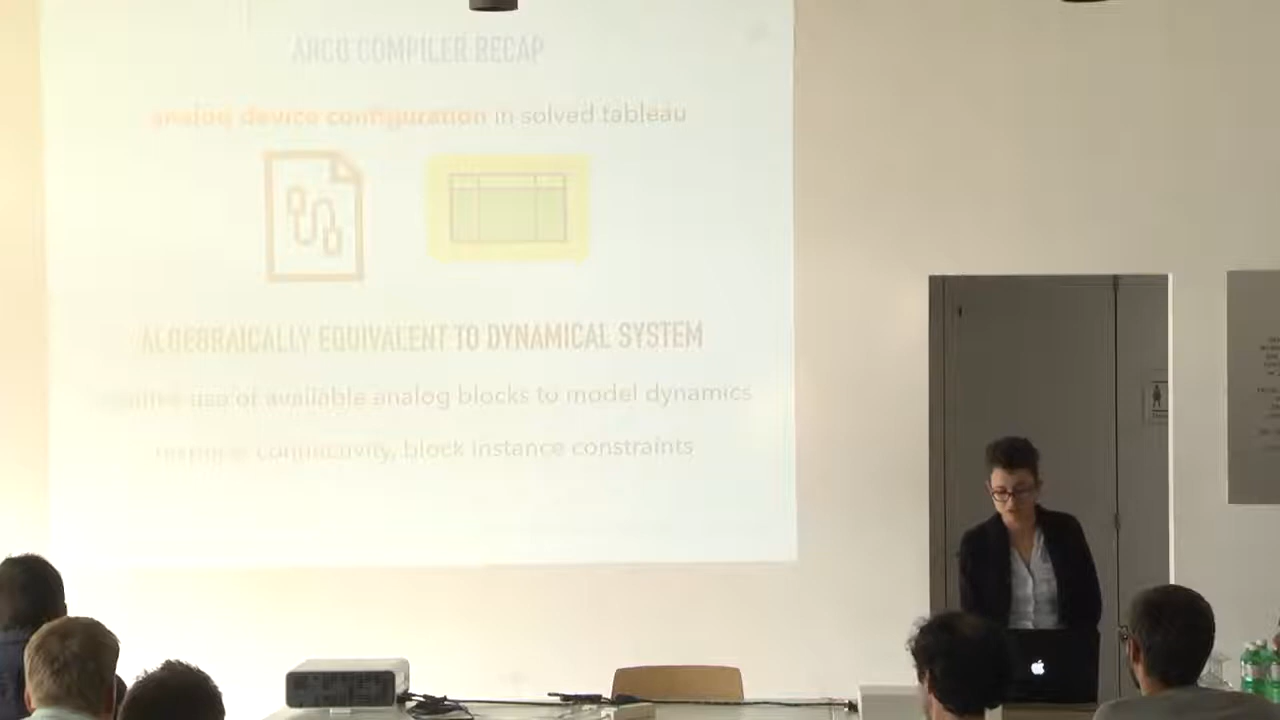 ARCO COMPILER RECAP
analog device configuration in solved tableau
ALGEBRAICALLY EQUIVALENT TO DYNAMICAL SYSTEM
use of available analog blocks to model dynamics
connectivity, block instance constraints